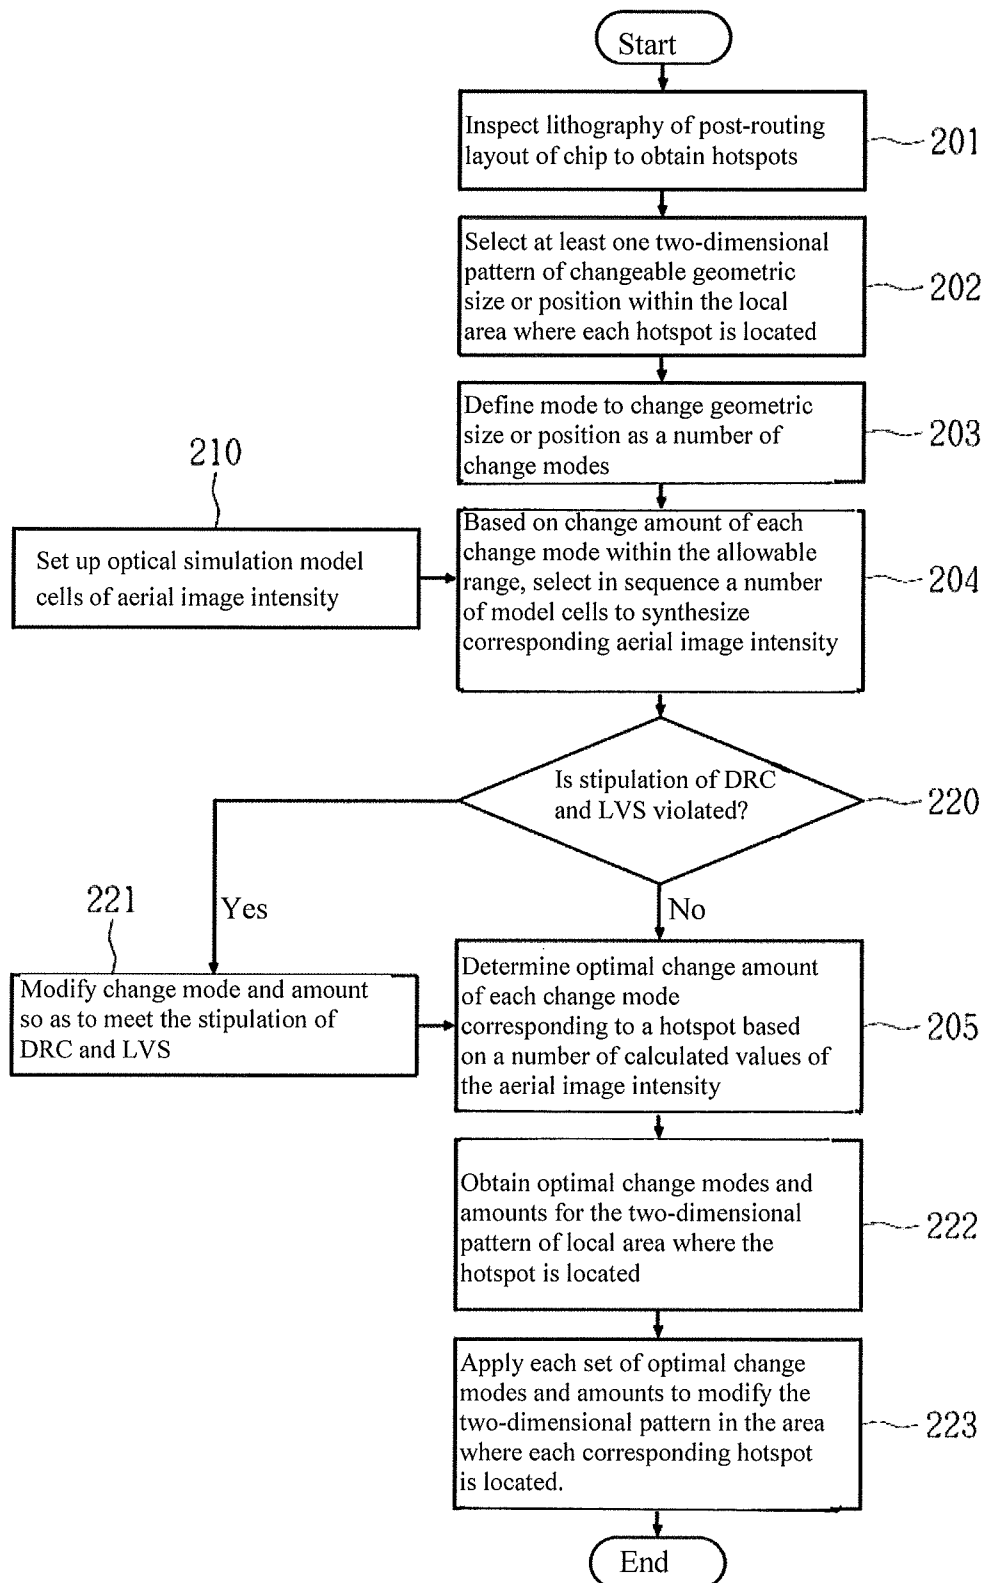 Start
Inspect lithography of post-routing
layout of chip to obtain hotspots
201
Select at least one two-dimensional
pattern of changeable geometric
size or position within the local
area where each hotspot is located
202
Define mode to change geometric
size or position as a number of
change modes
203
210
Set up optical simulation model
cells of aerial image intensity
Based on change amount of each
change mode within the allowable
range, select in sequence a number
of model cells to synthesize
corresponding aerial image intensity
204
Is stipulation of DRC
and LVS violated?
220
Yes
No
221
Modify change mode and amount
so as to meet the stipulation of
DRC and LVS
Determine optimal change amount
of each change mode
corresponding to a hotspot based
on a number of calculated values of
the aerial image intensity
205
Obtain optimal change modes and
amounts for the two-dimensional
pattern of local area where the
hotspot is located
222
Apply each set of optimal change
modes and amounts to modify the
two-dimensional pattern in the area
where each corresponding hotspot
is located.
223
End